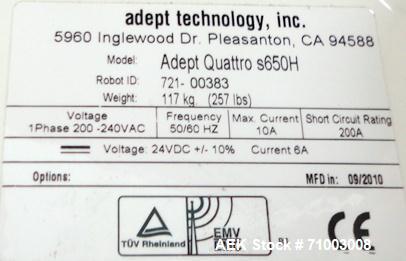 adept technology, inc.
5960 Inglewood Dr. Pleasanton, CA 94588
Model: Adept Quattro s650H
Robot ID: 721- 00383
Weight: 117 kg (257 lbs)
Voltage Frequency Max. Current Short Circuit Rating
1Phase 200 -240VAC 50/60 HZ 10A 200A
Voltage: 24VDC +/- 10% Current 6A
Options: MFD in: 09/2010
TÜV Rheinland EMV CE
AEK Stock # 71003008